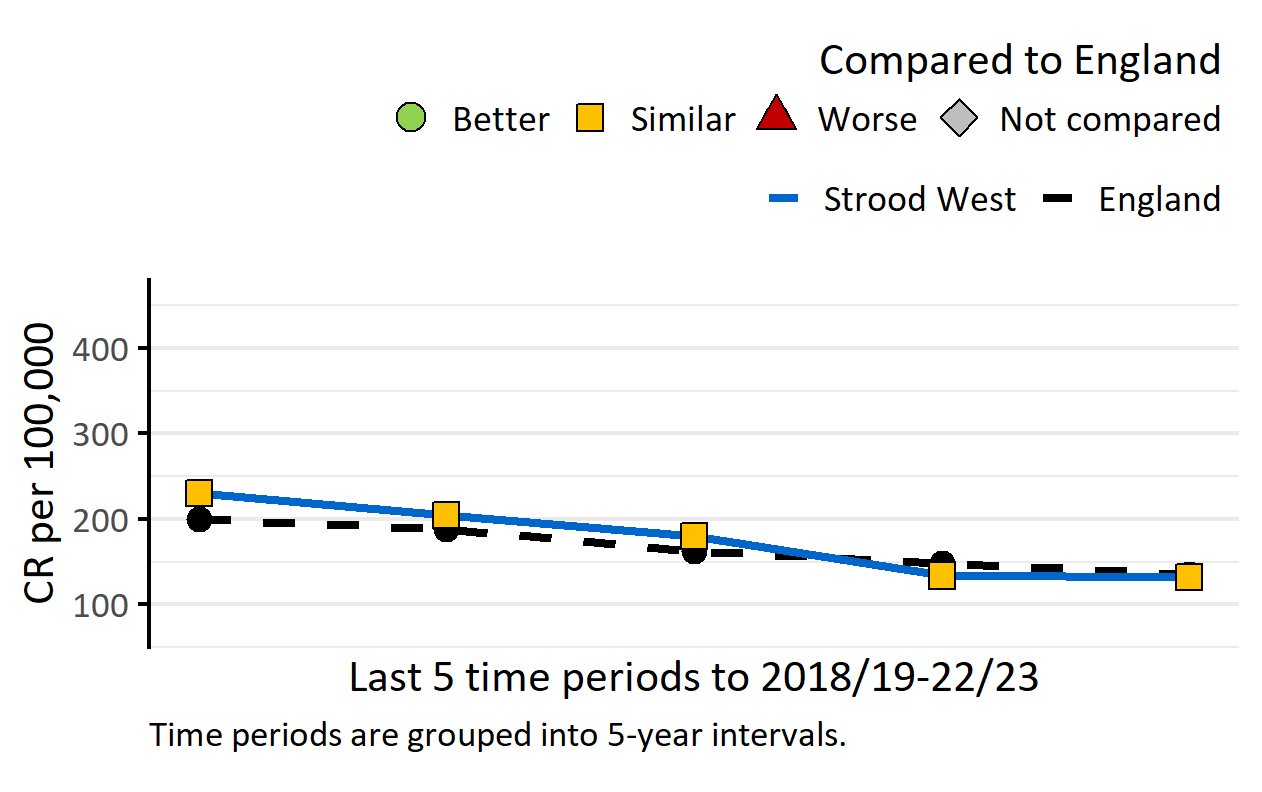 Compared to England
Better Similar Worse Not compared
Strood West England
CR per 100,000
400
300
200
100
Last 5 time periods to 2018/19-22/23
Time periods are grouped into 5-year intervals.